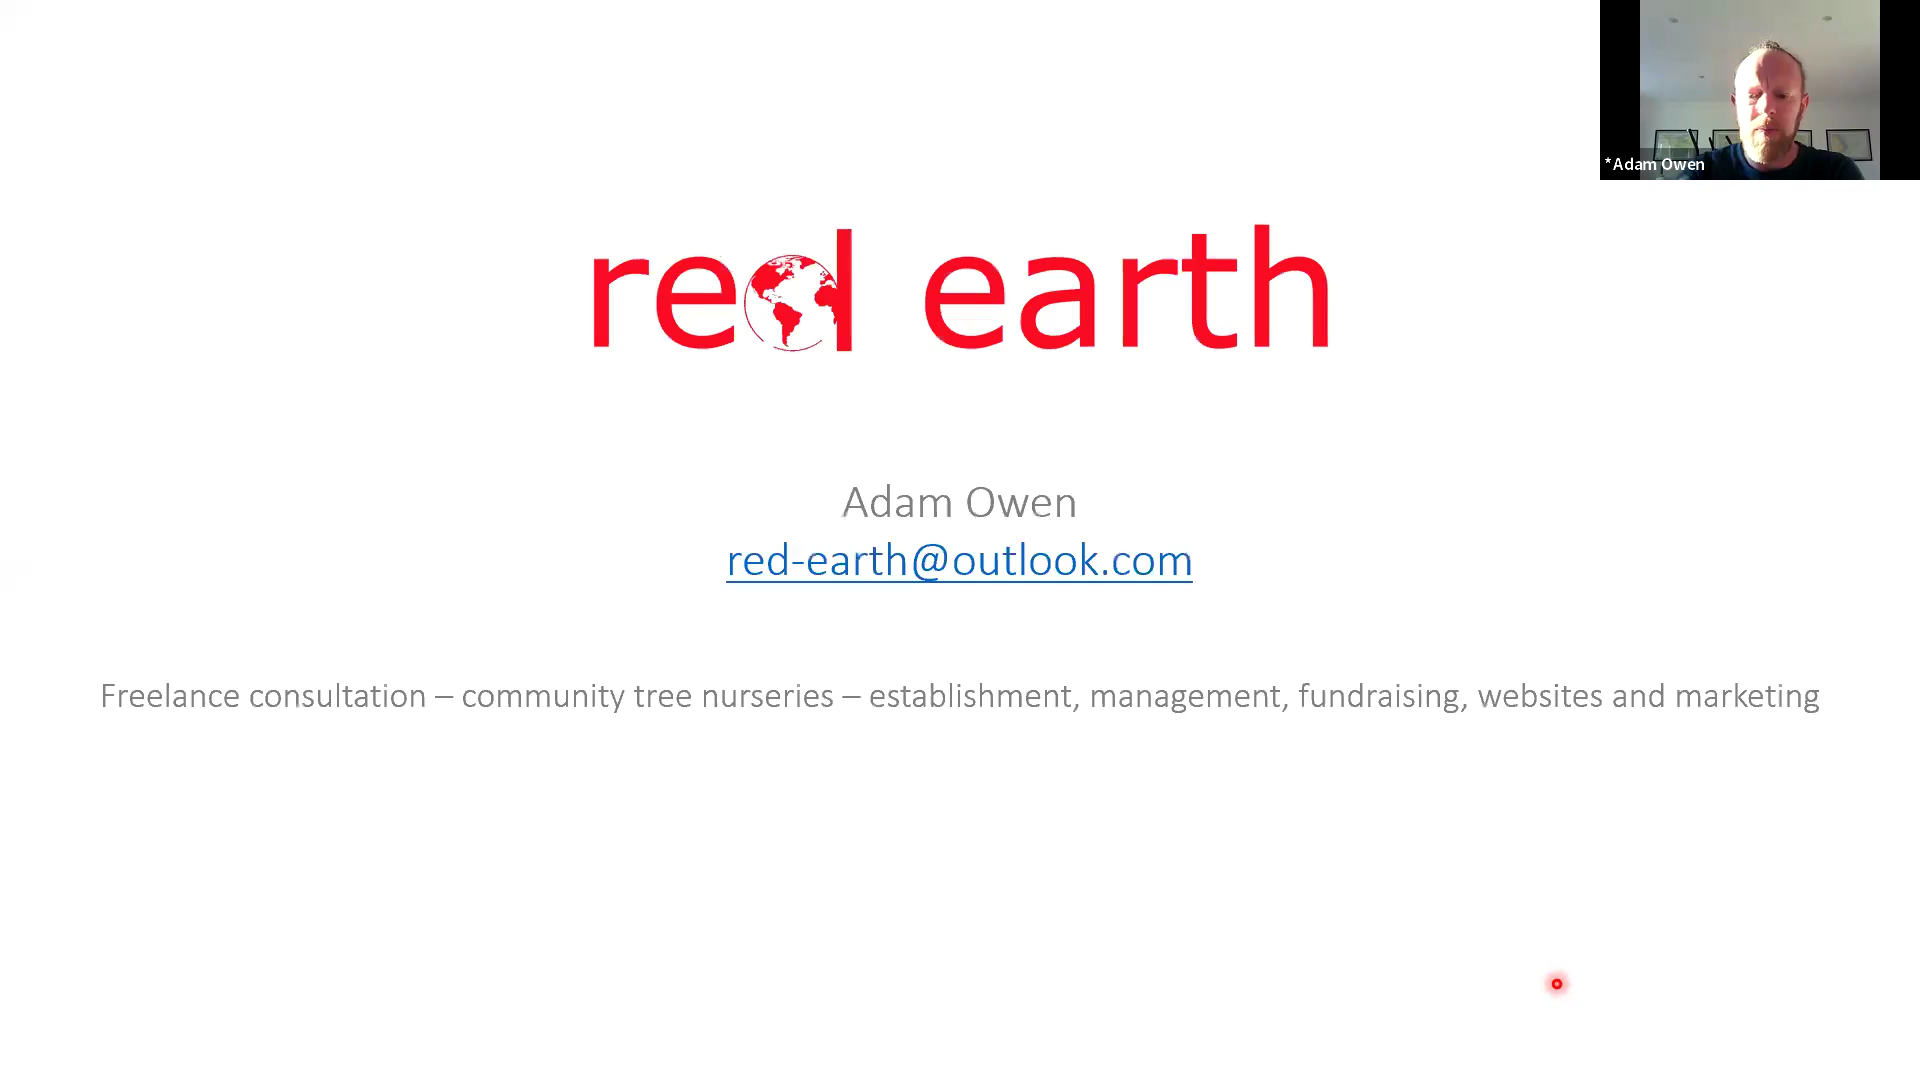 *Adam Owen
red earth
Adam Owen
red-earth@outlook.com
Freelance consultation – community tree nurseries – establishment, management, fundraising, websites and marketing